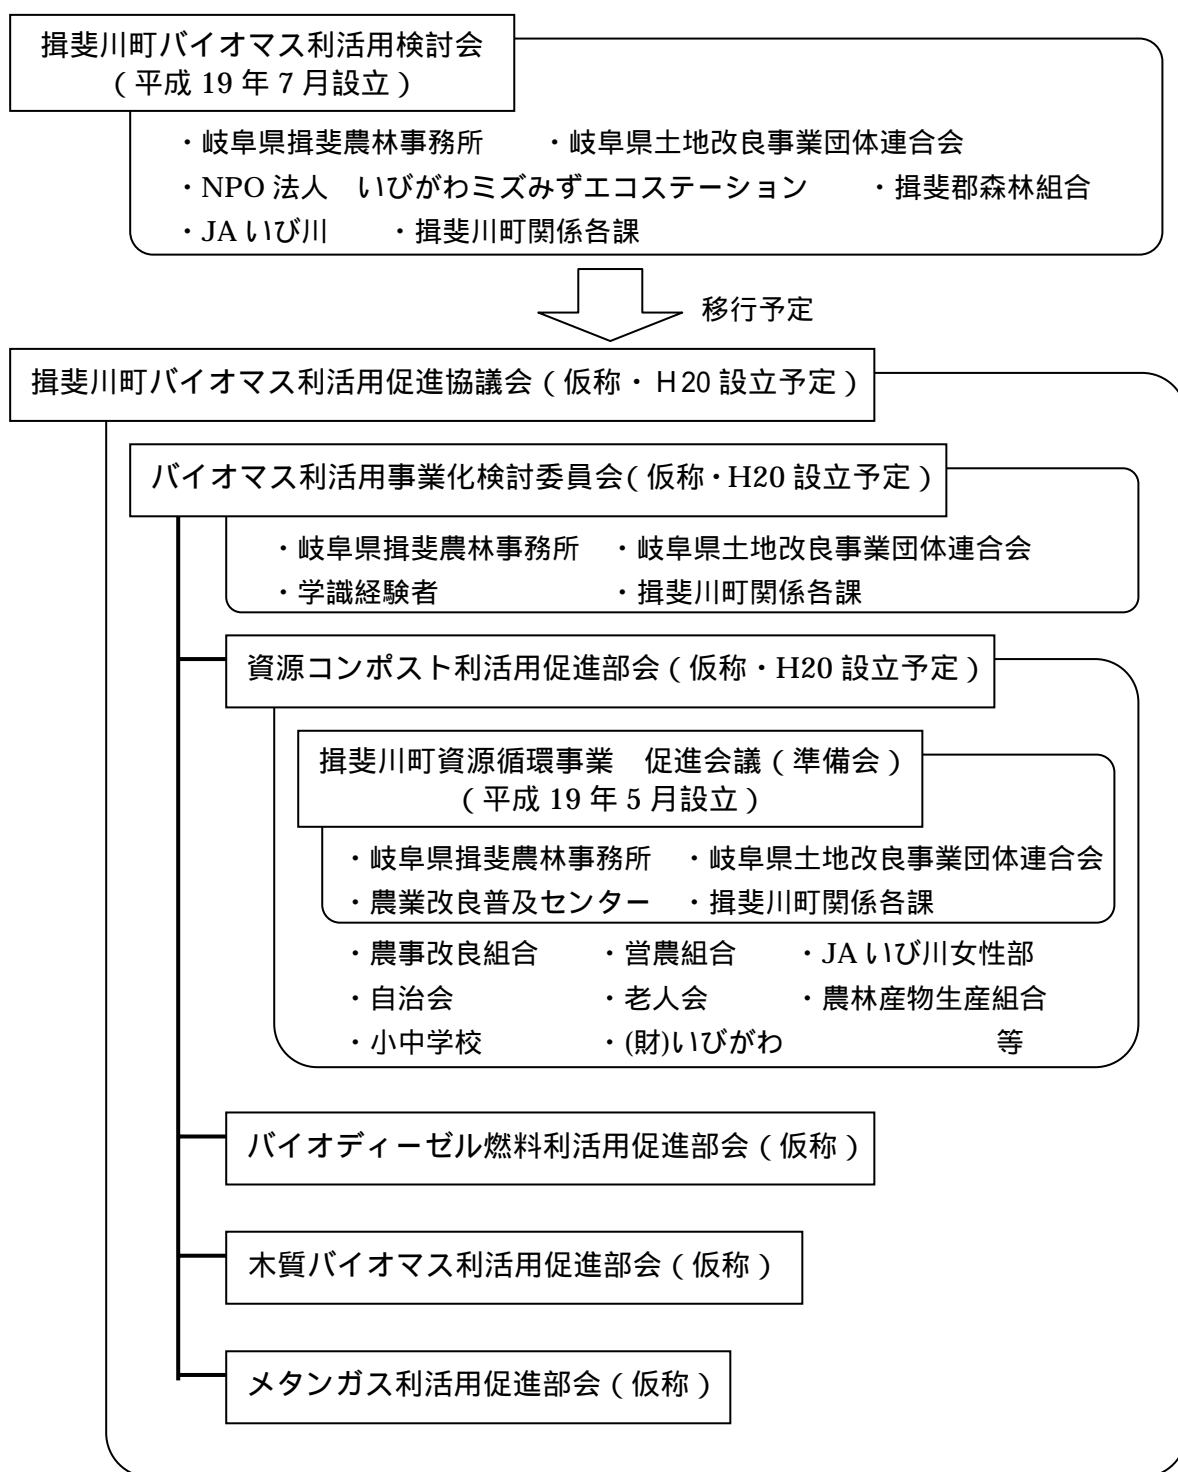 揖斐川町バイオマス利活用検討会
（平成 19 年 7 月設立）
・岐阜県揖斐農林事務所　・岐阜県土地改良事業団体連合会
・NPO 法人　いびがわミズみずエコステーション　・揖斐郡森林組合
・JA いび川　・揖斐川町関係各課
移行予定
揖斐川町バイオマス利活用促進協議会（仮称・H20 設立予定）
バイオマス利活用事業化検討委員会（仮称・H20 設立予定）
・岐阜県揖斐農林事務所　・岐阜県土地改良事業団体連合会
・学識経験者　・揖斐川町関係各課
資源コンポスト利活用促進部会（仮称・H20 設立予定）
揖斐川町資源循環事業　促進会議（準備会）
（平成 19 年 5 月設立）
・岐阜県揖斐農林事務所　・岐阜県土地改良事業団体連合会
・農業改良普及センター　・揖斐川町関係各課
・農事改良組合　・営農組合　・JA いび川女性部
・自治会　・老人会　・農林産物生産組合
・小中学校　・(財)いびがわ　等
バイオディーゼル燃料利活用促進部会（仮称）
木質バイオマス利活用促進部会（仮称）
メタンガス利活用促進部会（仮称）